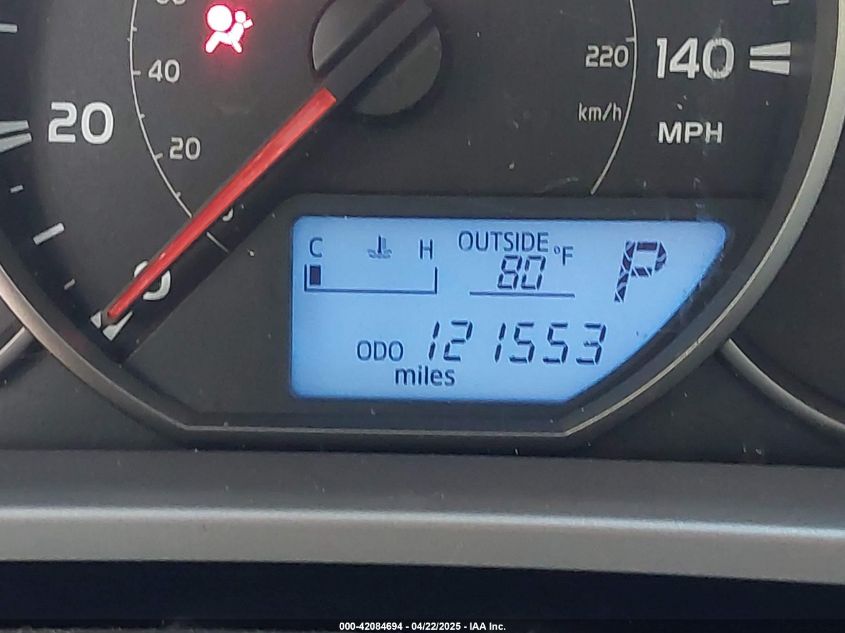 40
220
140
20
km/h
MPH
20
0
C
H
OUTSIDE
80 °F
P
ODO 121553
miles
000-42084694 - 04/22/2025 - IAA Inc.